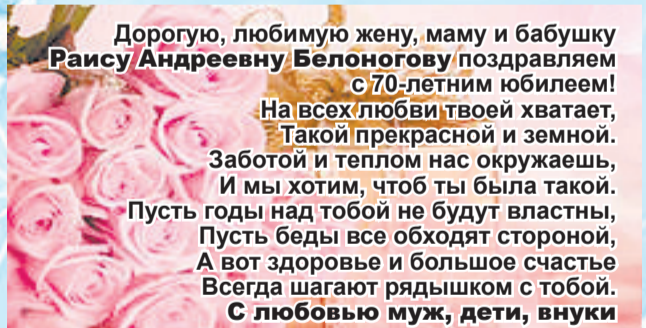 Дорогую, любимую жену, маму и бабушку
Раису Андреевну Белоногову поздравляем
с 70-летним юбилеем!
На всех любви твоей хватает,
Такой прекрасной и земной.
Заботой и теплом нас окружаешь,
И мы хотим, чтоб ты была такой.
Пусть годы над тобой не будут властны,
Пусть беды все обходят стороной,
А вот здоровье и большое счастье
Всегда шагают рядышком с тобой.
С любовью муж, дети, внуки